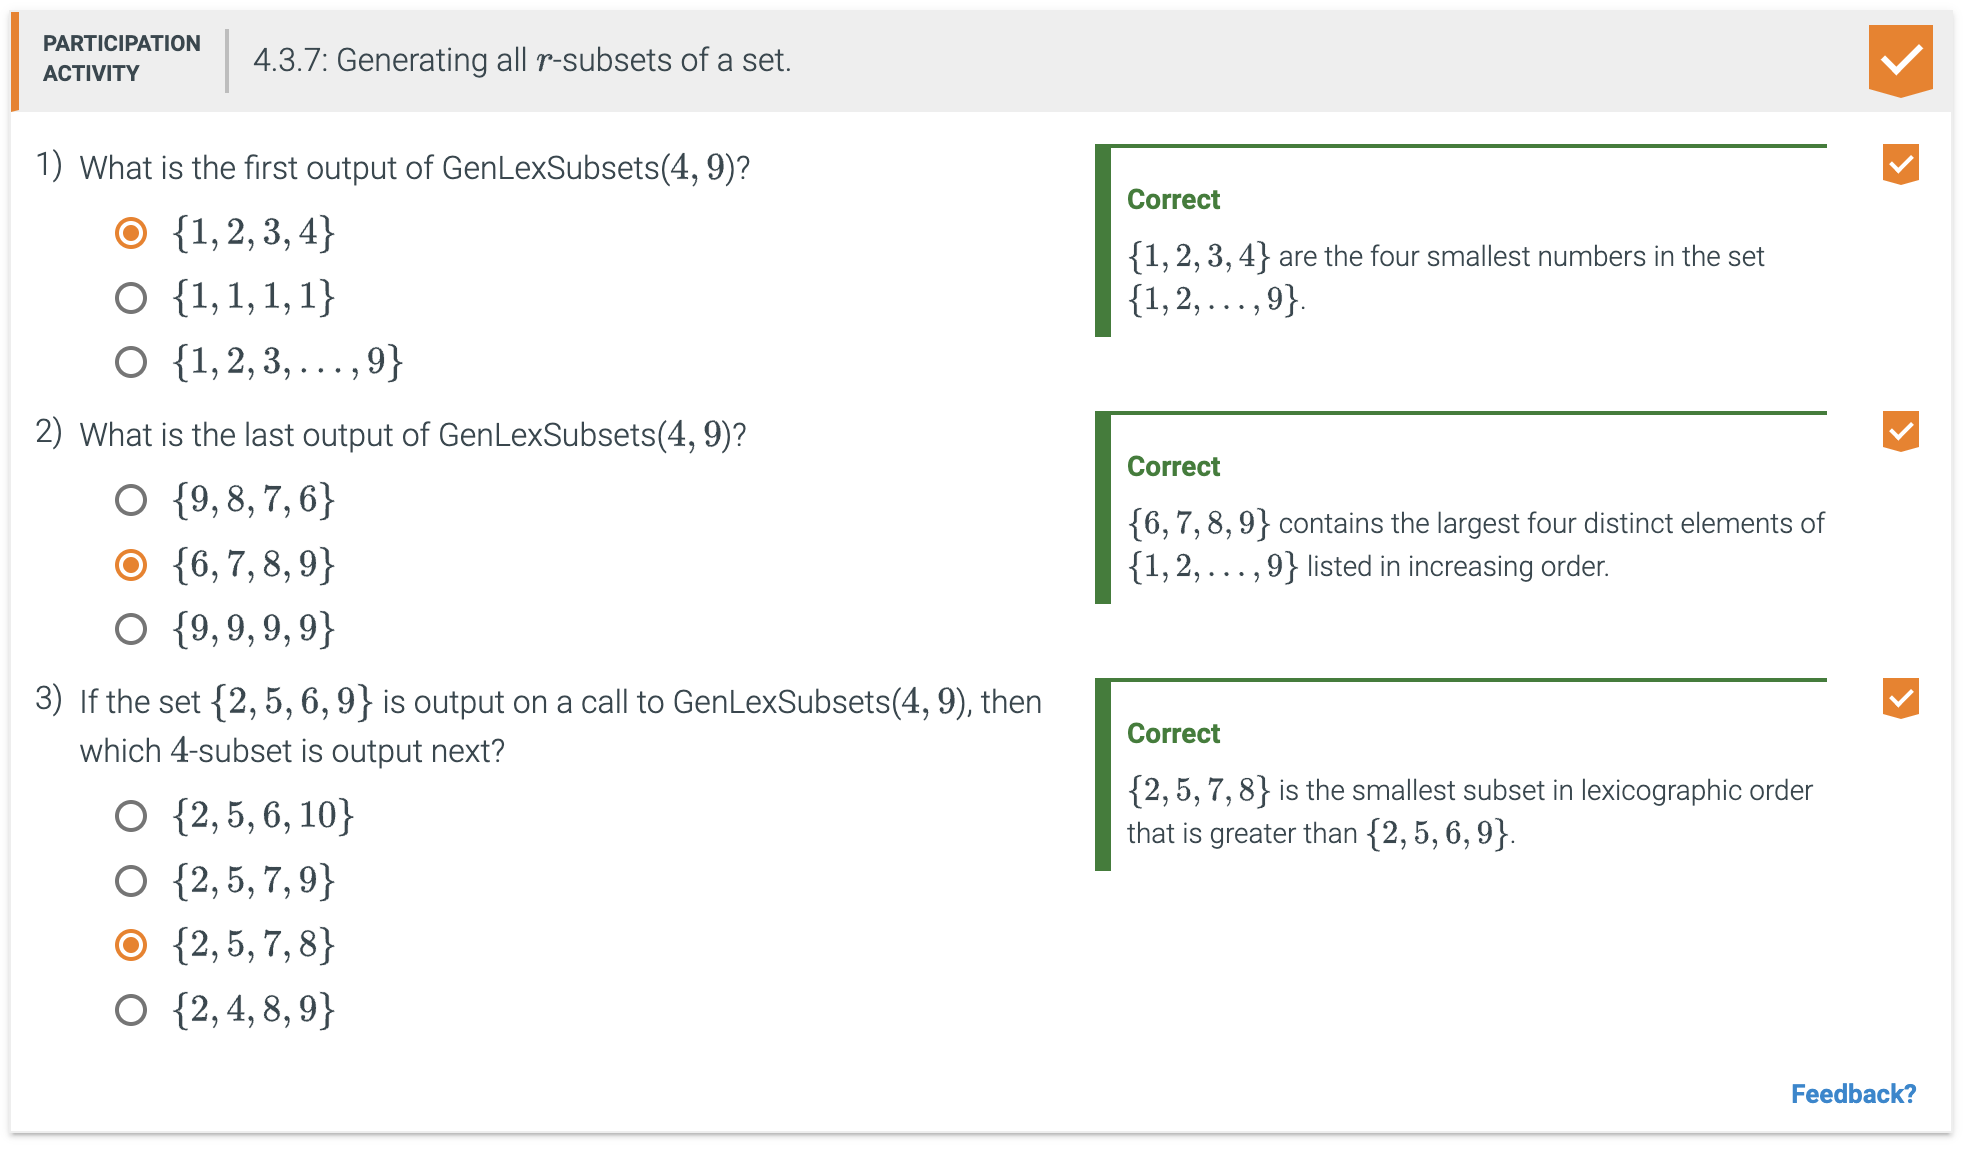 PARTICIPATION
ACTIVITY
4.3.7: Generating all r-subsets of a set.
1) What is the first output of GenLexSubsets(4, 9)?
{1, 2, 3, 4}
{1, 1, 1, 1}
{1, 2, 3, . . . , 9}
Correct
{1, 2, 3, 4} are the four smallest numbers in the set
{1, 2, . . . , 9}.
2) What is the last output of GenLexSubsets(4, 9)?
{9, 8, 7, 6}
{6, 7, 8, 9}
{9, 9, 9, 9}
Correct
{6, 7, 8, 9} contains the largest four distinct elements of
{1, 2, . . . , 9} listed in increasing order.
3) If the set {2, 5, 6, 9} is output on a call to GenLexSubsets(4, 9), then
which 4-subset is output next?
{2, 5, 6, 10}
{2, 5, 7, 9}
{2, 5, 7, 8}
{2, 4, 8, 9}
Correct
{2, 5, 7, 8} is the smallest subset in lexicographic order
that is greater than {2, 5, 6, 9}.
Feedback?